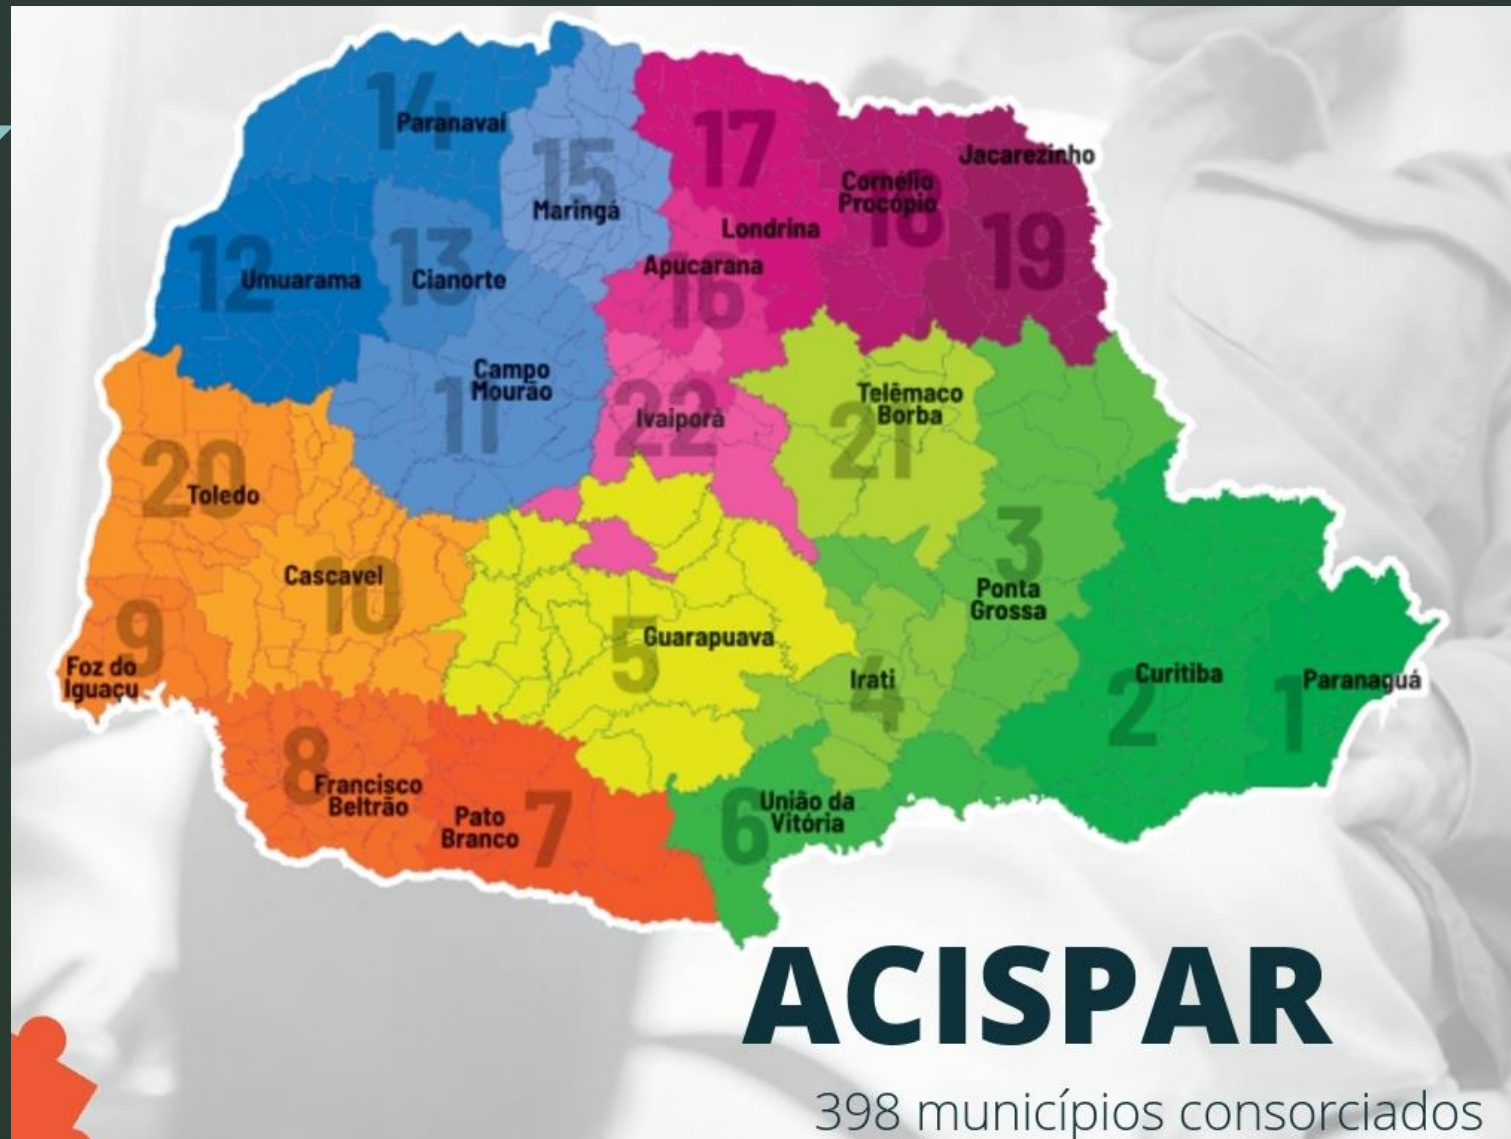 14
Paranavaí
15
Maringá
17
Londrina
Cornélio
Procópio
18
Jacarezinho
19
12
Umuarama
13
Cianorte
Apucarana
16
Campo
Mourão
11
22
Ivaiporã
Telêmaco
Borba
21
20
Toledo
Cascavel
10
3
Ponta
Grossa
9
Foz do
Iguaçu
5
Guarapuava
Irati
4
Curitiba
2
Paranaguá
1
8
Francisco
Beltrão
Pato
Branco
7
6
União da
Vitória
ACISPAR
398 municípios consorciados